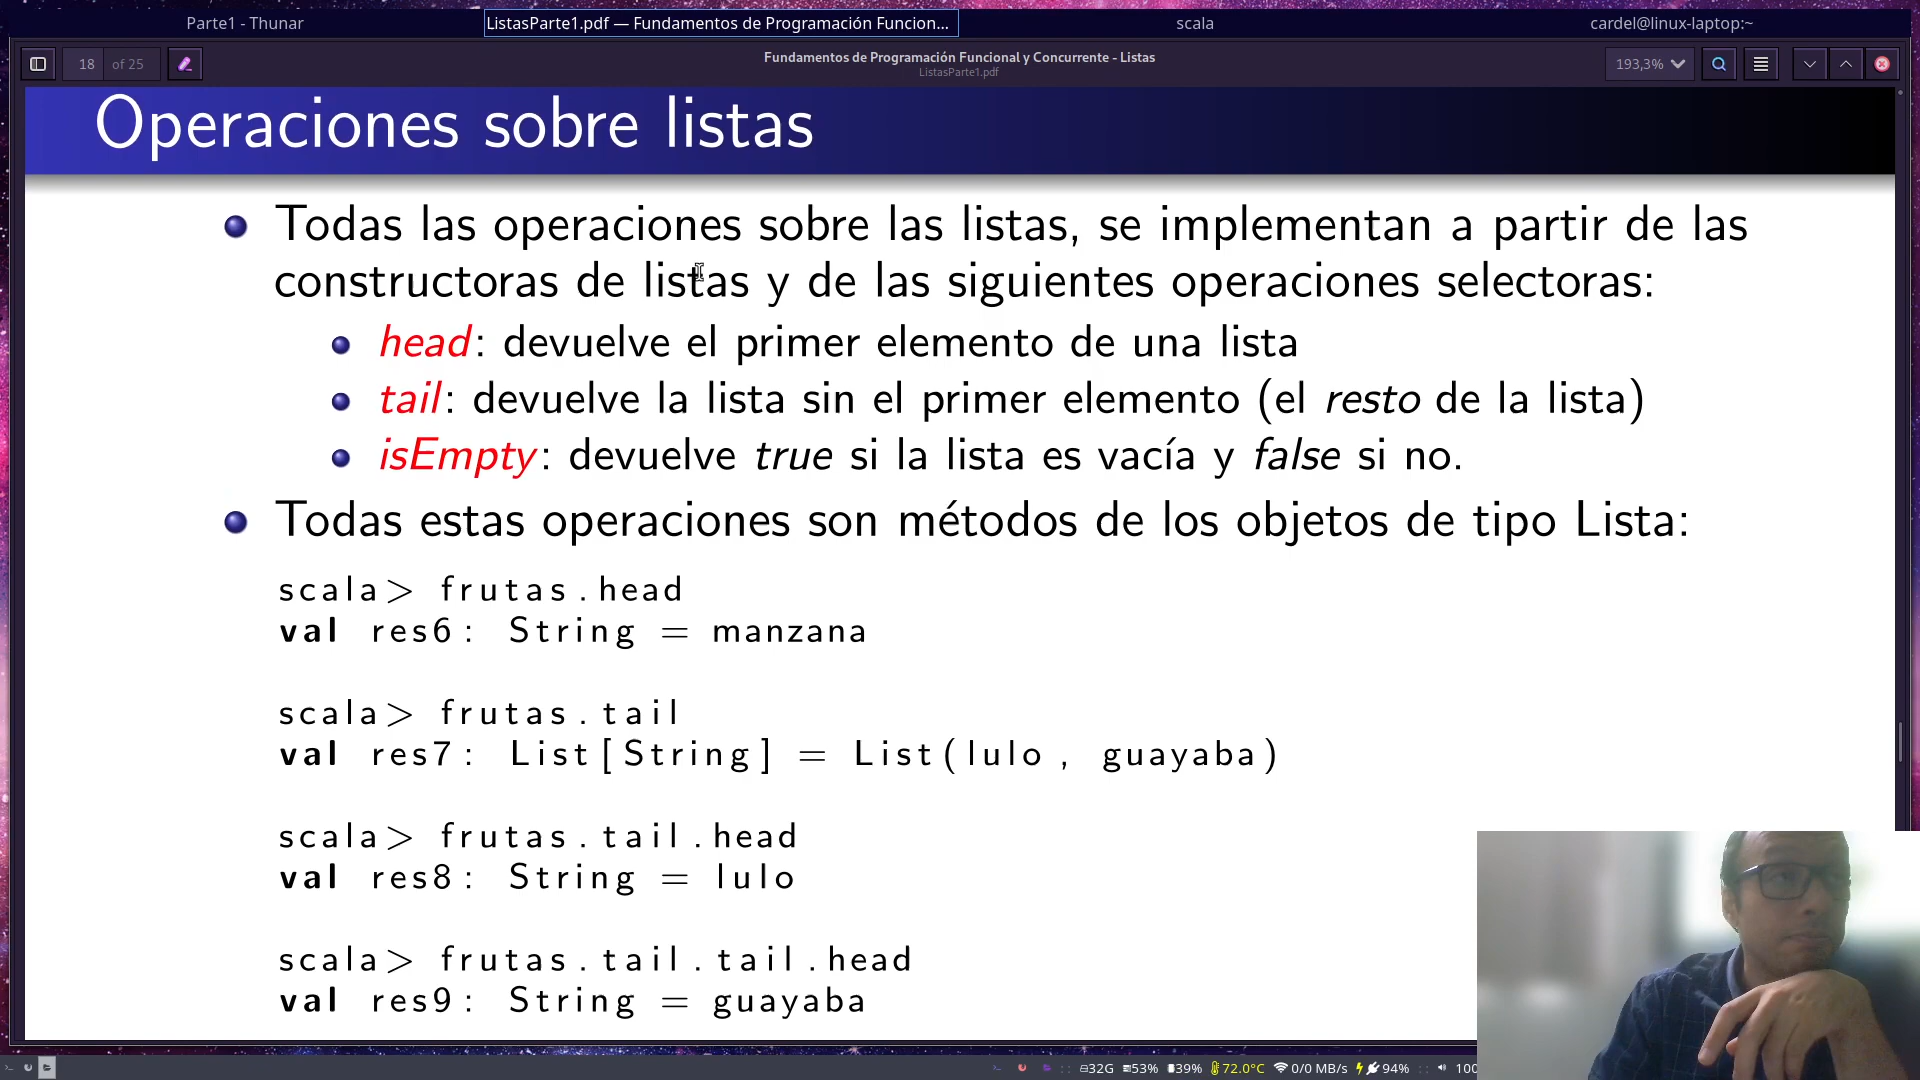 Parte1 - Thunar
ListasParte1.pdf — Fundamentos de Programación Funcion...
scala
cardel@linux-laptop:~
18 of 25
Fundamentos de Programación Funcional y Concurrente - Listas
ListasParte1.pdf
193,3%
Operaciones sobre listas
Todas las operaciones sobre las listas, se implementan a partir de las
constructoras de listas y de las siguientes operaciones selectoras:
head: devuelve el primer elemento de una lista
tail: devuelve la lista sin el primer elemento (el resto de la lista)
isEmpty: devuelve true si la lista es vacía y false si no.
Todas estas operaciones son métodos de los objetos de tipo Lista:
scala> frutas.head
val res6: String = manzana
scala> frutas.tail
val res7: List[String] = List(lulo, guayaba)
scala> frutas.tail.head
val res8: String = lulo
scala> frutas.tail.tail.head
val res9: String = guayaba
32G 53% 39% 72.0°C 0/0 MB/s 94% 100